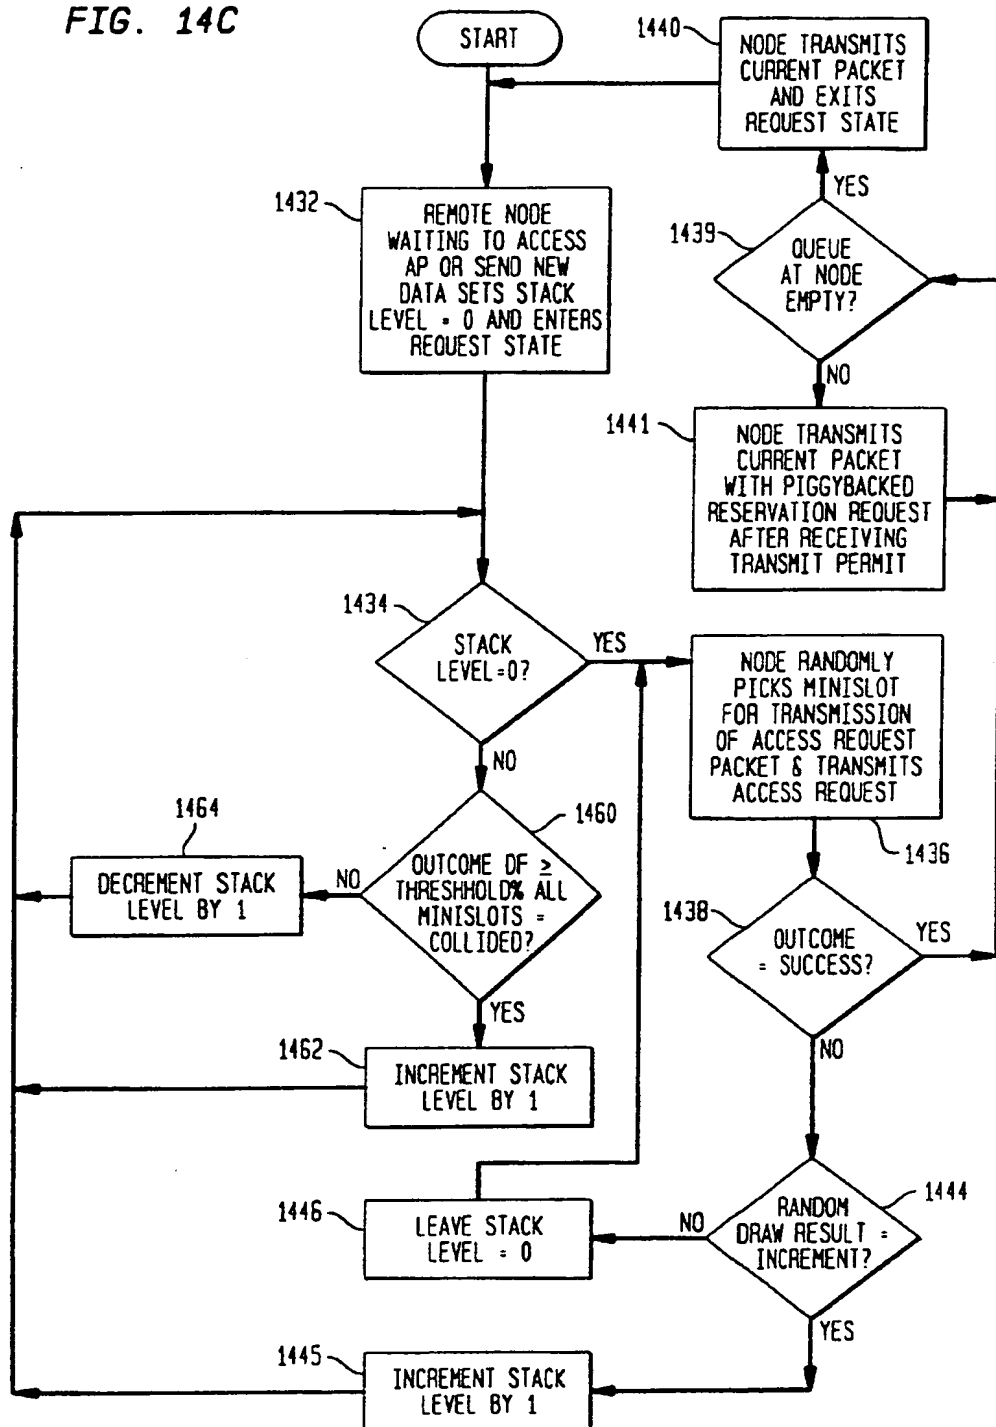 FIG. 14C
START
1440
NODE TRANSMITS
CURRENT PACKET
AND EXITS
REQUEST STATE
YES
1432
REMOTE NODE
WAITING TO ACCESS
AP OR SEND NEW
DATA SETS STACK
LEVEL = 0 AND ENTERS
REQUEST STATE
1439
QUEUE
AT NODE
EMPTY?
NO
1441
NODE TRANSMITS
CURRENT PACKET
WITH PIGGYBACKED
RESERVATION REQUEST
AFTER RECEIVING
TRANSMIT PERMIT
1434
STACK
LEVEL=0?
YES
NO
NODE RANDOMLY
PICKS MINISLOT
FOR TRANSMISSION
OF ACCESS REQUEST
PACKET & TRANSMITS
ACCESS REQUEST
1436
1464
DECREMENT STACK
LEVEL BY 1
NO
1460
OUTCOME OF ≥
THRESHHOLD% ALL
MINISLOTS =
COLLIDED?
YES
1438
OUTCOME
= SUCCESS?
YES
NO
1462
INCREMENT STACK
LEVEL BY 1
1446
LEAVE STACK
LEVEL = 0
NO
1444
RANDOM
DRAW RESULT =
INCREMENT?
YES
1445
INCREMENT STACK
LEVEL BY 1